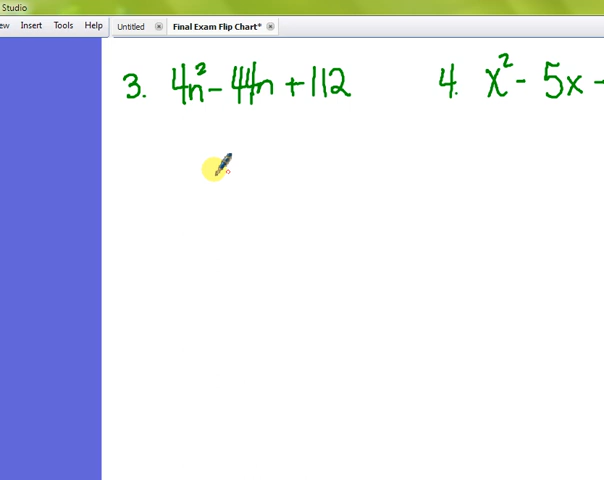 Studio
ew Insert Tools Help Untitled Final Exam Flip Chart*
3. 4n² - 44n + 112 4. x² - 5x -